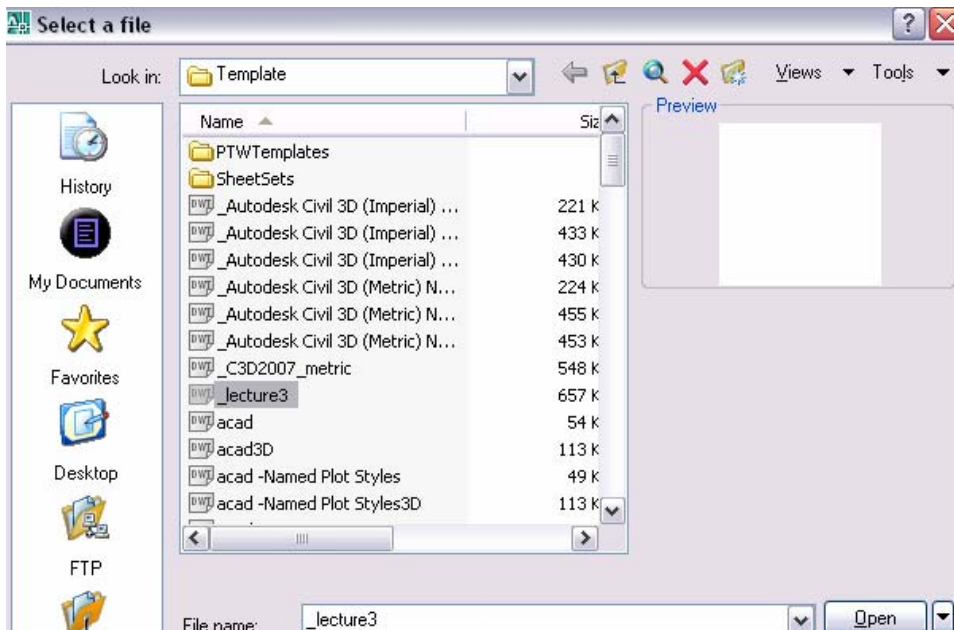 Select a file
Look in: Template Views Tools
Name Siz Preview
PTWTemplates
SheetSets
_Autodesk Civil 3D (Imperial) ... 221 K
_Autodesk Civil 3D (Imperial) ... 433 K
_Autodesk Civil 3D (Imperial) ... 430 K
_Autodesk Civil 3D (Metric) N... 224 K
_Autodesk Civil 3D (Metric) N... 455 K
_Autodesk Civil 3D (Metric) N... 453 K
_C3D2007_metric 548 K
_lecture3 657 K
acad 54 K
acad3D 113 K
acad -Named Plot Styles 49 K
acad -Named Plot Styles3D 113 K
History
My Documents
Favorites
Desktop
FTP
File name: _lecture3 Open